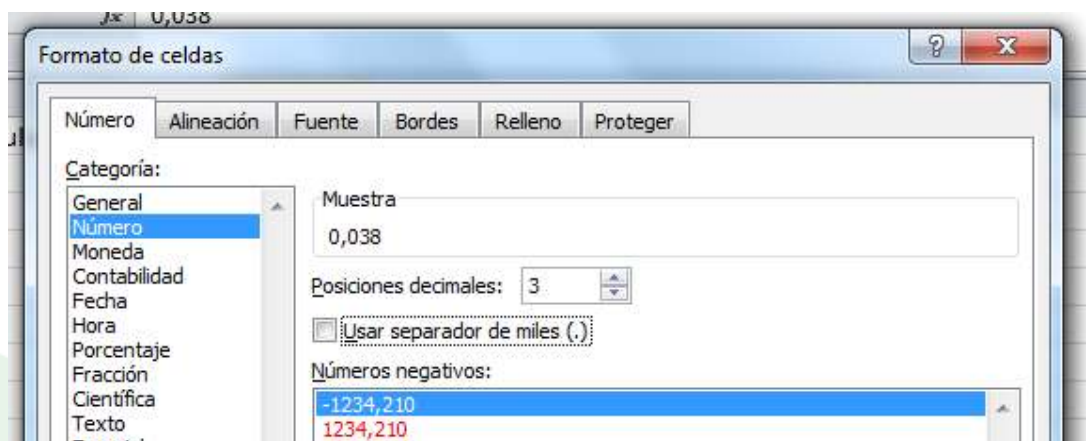 fx 0,038
Formato de celdas
Número Alineación Fuente Bordes Relleno Proteger
Categoría:
General
Número
Moneda
Contabilidad
Fecha
Hora
Porcentaje
Fracción
Científica
Texto
Muestra
0,038
Posiciones decimales: 3
Usar separador de miles (.)
Números negativos:
-1234,210
1234,210